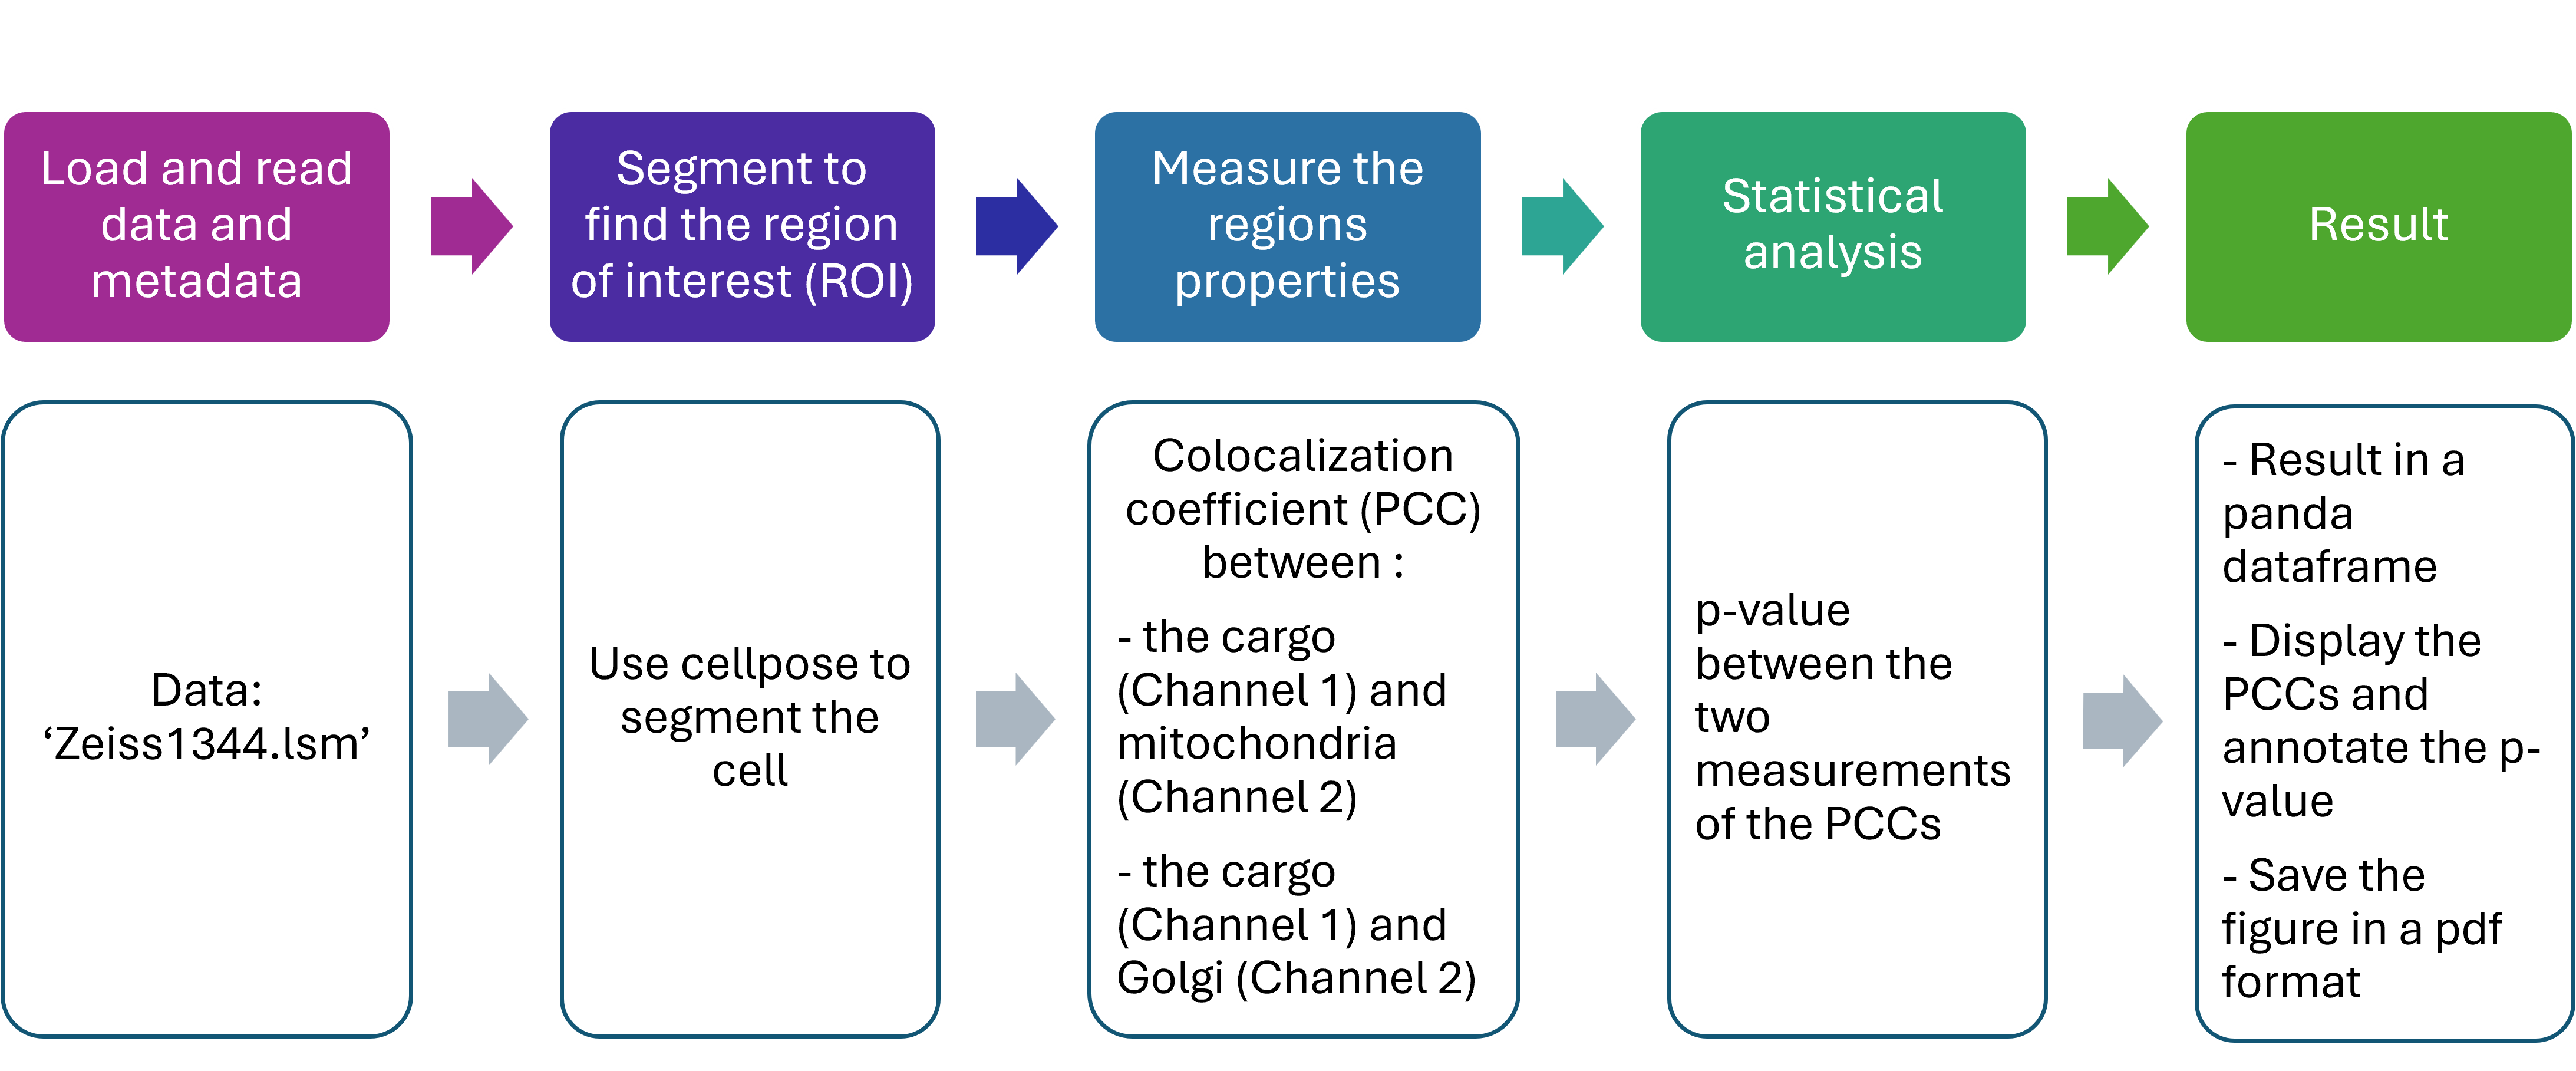 Load and read
data and
metadata
Segment to
find the region
of interest (ROI)
Measure the
regions
properties
Statistical
analysis
Result
Data:
‘Zeiss1344.lsm’
Use cellpose to
segment the
cell
Colocalization
coefficient (PCC)
between :
- the cargo
(Channel 1) and
mitochondria
(Channel 2)
- the cargo
(Channel 1) and
Golgi (Channel 2)
p-value
between the
two
measurements
of the PCCs
- Result in a
panda
dataframe
- Display the
PCCs and
annotate the p-
value
- Save the
figure in a pdf
format